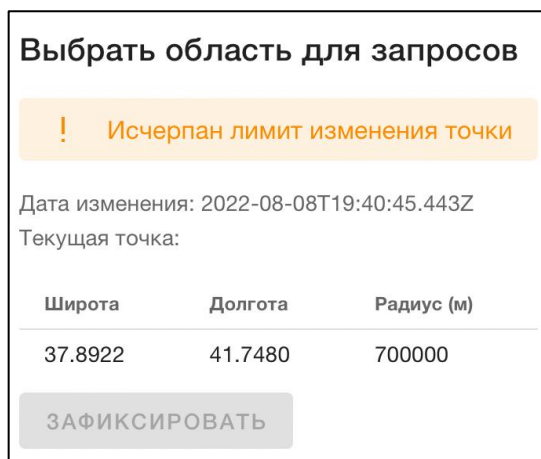 Выбрать область для запросов
! Исчерпан лимит изменения точки
Дата изменения: 2022-08-08T19:40:45.443Z
Текущая точка:
Широта Долгота Радиус (м)
37.8922 41.7480 700000
ЗАФИКСИРОВАТЬ